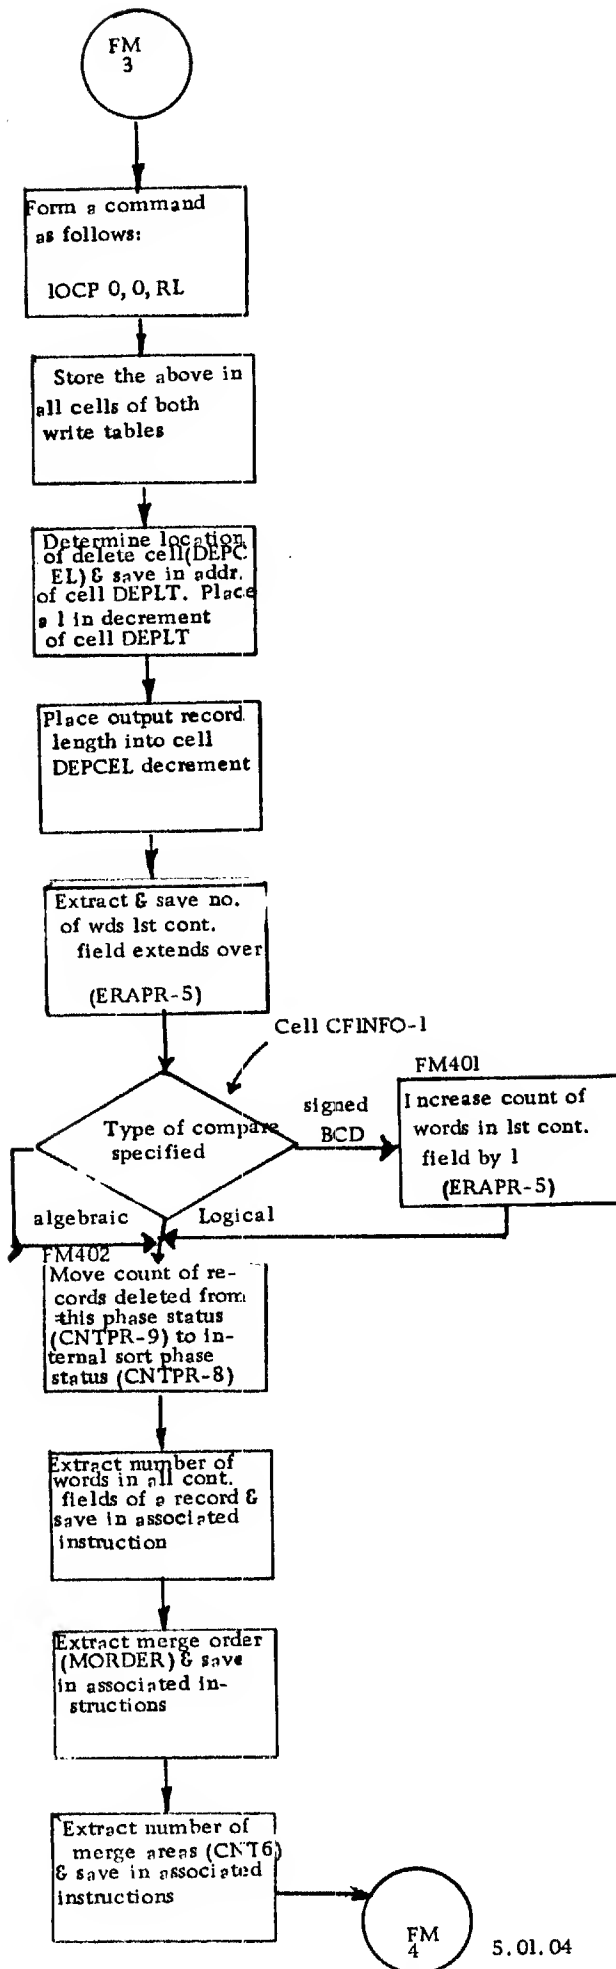 FM
3
Form a command
as follows:
IOCP 0, 0, RL
Store the above in
all cells of both
write tables
Determine location
of delete cell(DEPC
EL) & save in addr.
of cell DEPLT. Place
a 1 in decrement
of cell DEPLT
Place output record
length into cell
DEPCEL decrement
Extract & save no.
of wds 1st cont.
field extends over
(ERAPR-5)
Cell CFINFO-1
Type of compare
specified
signed
BCD
FM401
Increase count of
words in 1st cont.
field by 1
(ERAPR-5)
algebraic
Logical
FM402
Move count of re-
cords deleted from
this phase status
(CNTPR-9) to in-
ternal sort phase
status (CNTPR-8)
Extract number of
words in all cont.
fields of a record &
save in associated
instruction
Extract merge order
(MORDER) & save
in associated in-
structions
Extract number of
merge areas (CNT6)
& save in associated
instructions
FM
4
5.01.04